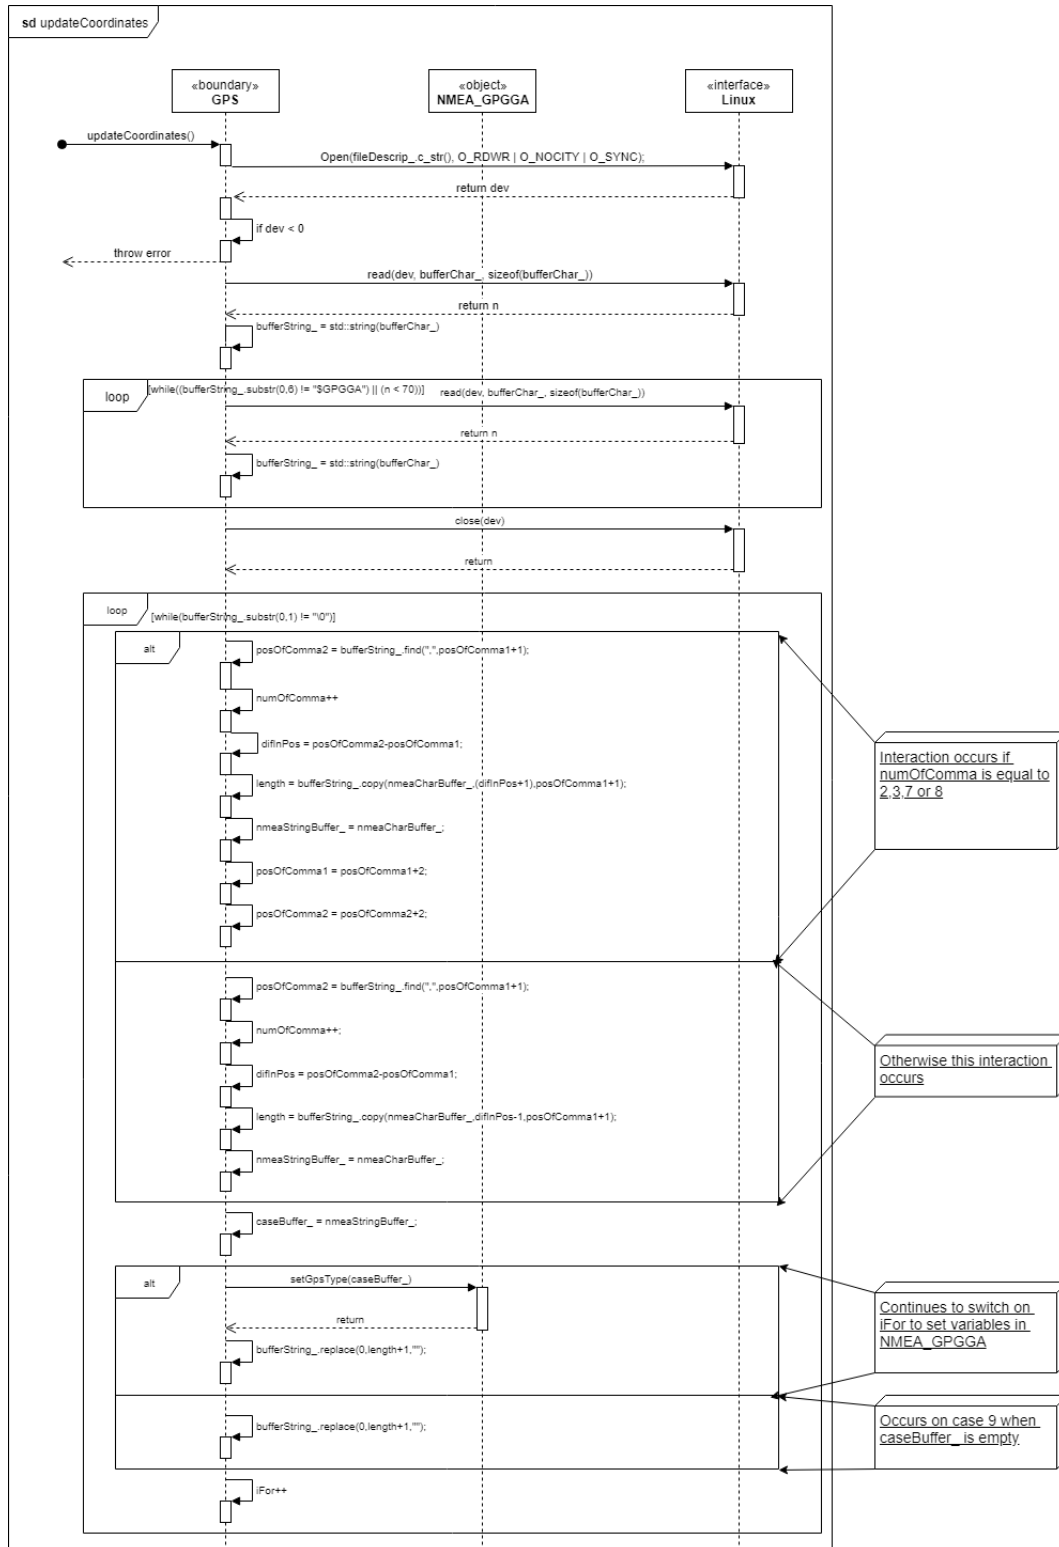 sd updateCoordinates
«boundary»
GPS
«object»
NMEA_GPGGA
«interface»
Linux
updateCoordinates()
Open(fileDescrip_.c_str(), O_RDWR | O_NOCITY | O_SYNC);
return dev
if dev < 0
throw error
read(dev, bufferChar_, sizeof(bufferChar_))
return n
bufferString_ = std::string(bufferChar_)
loop
[while((bufferString_.substr(0,6) != "$GPGGA") || (n < 70))]
read(dev, bufferChar_, sizeof(bufferChar_))
return n
bufferString_ = std::string(bufferChar_)
close(dev)
return
loop
[while(bufferString_.substr(0,1) != "\0")]
alt
posOfComma2 = bufferString_.find(",",posOfComma1+1);
numOfComma++
difInPos = posOfComma2-posOfComma1;
length = bufferString_.copy(nmeaCharBuffer_,(difInPos+1),posOfComma1+1);
nmeaStringBuffer_ = nmeaCharBuffer_;
posOfComma1 = posOfComma1+2;
posOfComma2 = posOfComma2+2;
Interaction occurs if
numOfComma is equal to
2,3,7 or 8
posOfComma2 = bufferString_.find(",",posOfComma1+1);
numOfComma++;
difInPos = posOfComma2-posOfComma1;
length = bufferString_.copy(nmeaCharBuffer_,difInPos-1,posOfComma1+1);
nmeaStringBuffer_ = nmeaCharBuffer_;
Otherwise this interaction
occurs
caseBuffer_ = nmeaStringBuffer_;
alt
setGpsType(caseBuffer_)
return
bufferString_.replace(0,length+1,"");
Continues to switch on
iFor to set variables in
NMEA_GPGGA
bufferString_.replace(0,length+1,"");
Occurs on case 9 when
caseBuffer_ is empty
iFor++